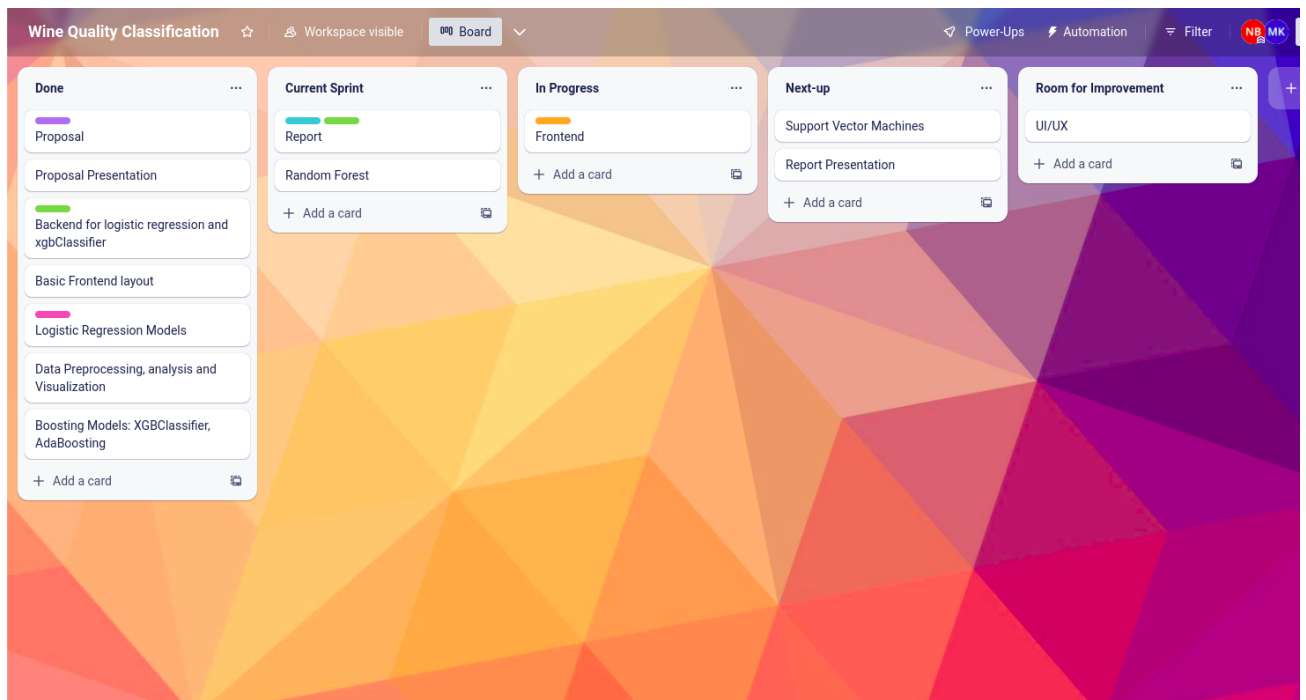 Wine Quality Classification
Workspace visible
Board
Power-Ups
Automation
Filter
NB
MK
Done
Proposal
Proposal Presentation
Backend for logistic regression and
xgbClassifier
Basic Frontend layout
Logistic Regression Models
Data Preprocessing, analysis and
Visualization
Boosting Models: XGBClassifier,
AdaBoosting
+ Add a card
Current Sprint
Report
Random Forest
+ Add a card
In Progress
Frontend
+ Add a card
Next-up
Support Vector Machines
Report Presentation
+ Add a card
Room for Improvement
UI/UX
+ Add a card